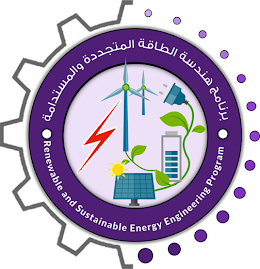 برنامج هندسة الطاقة المتجددة والمستدامة
Renewable and Sustainable Energy Engineering Program